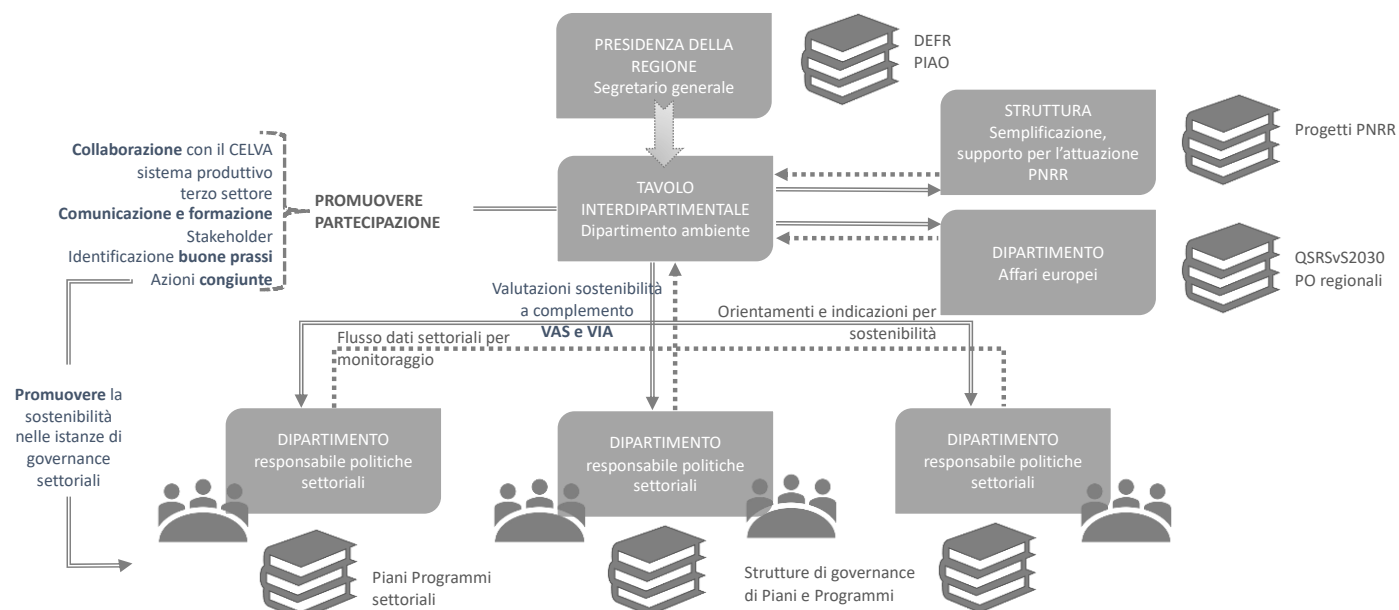 PRESIDENZA DELLA
REGIONE
Segretario generale
DEFR
PIAO
STRUTTURA
Semplificazione,
supporto per l'attuazione
PNRR
Progetti PNRR
Collaborazione con il CELVA
sistema produttivo
terzo settore
Comunicazione e formazione
Stakeholder
Identificazione buone prassi
Azioni congiunte
PROMUOVERE
PARTECIPAZIONE
TAVOLO
INTERDIPARTIMENTALE
Dipartimento ambiente
DIPARTIMENTO
Affari europei
QSRSvS2030
PO regionali
Valutazioni sostenibilità
a complemento
VAS e VIA
Orientamenti e indicazioni per
sostenibilità
Flusso dati settoriali per
monitoraggio
Promuovere la
sostenibilità
nelle istanze di
governance
settoriali
DIPARTIMENTO
responsabile politiche
settoriali
DIPARTIMENTO
responsabile politiche
settoriali
DIPARTIMENTO
responsabile politiche
settoriali
Piani Programmi
settoriali
Strutture di governance
di Piani e Programmi